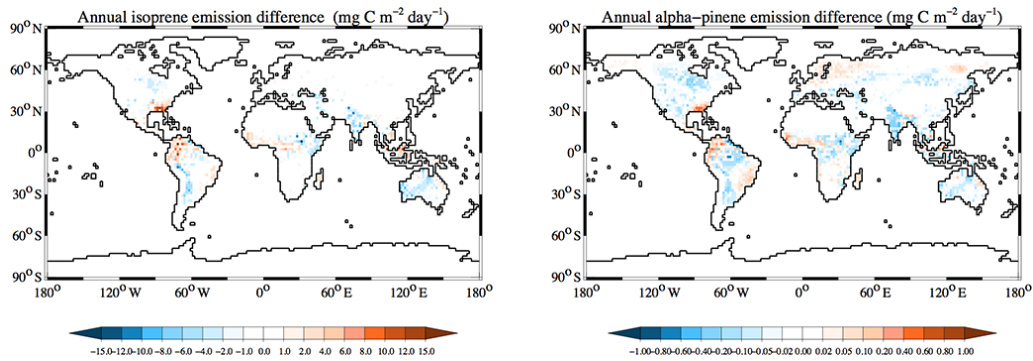 Annual isoprene emission difference (mg C m−2 day−1)
90°N
60°N
30°N
0°
30°S
60°S
90°S
180° 120°W 60°W 0° 60°E 120°E 180°
-15.0 -12.0 -10.0 -8.0 -6.0 -4.0 -2.0 -1.0 0.0 1.0 2.0 4.0 6.0 8.0 10.0 12.0 15.0
Annual alpha−pinene emission difference (mg C m−2 day−1)
90°N
60°N
30°N
0°
30°S
60°S
90°S
180° 120°W 60°W 0° 60°E 120°E 180°
-1.00 -0.80 -0.60 -0.40 -0.20 -0.10 -0.05 -0.02 0.00 0.02 0.05 0.10 0.20 0.40 0.60 0.80 1.00